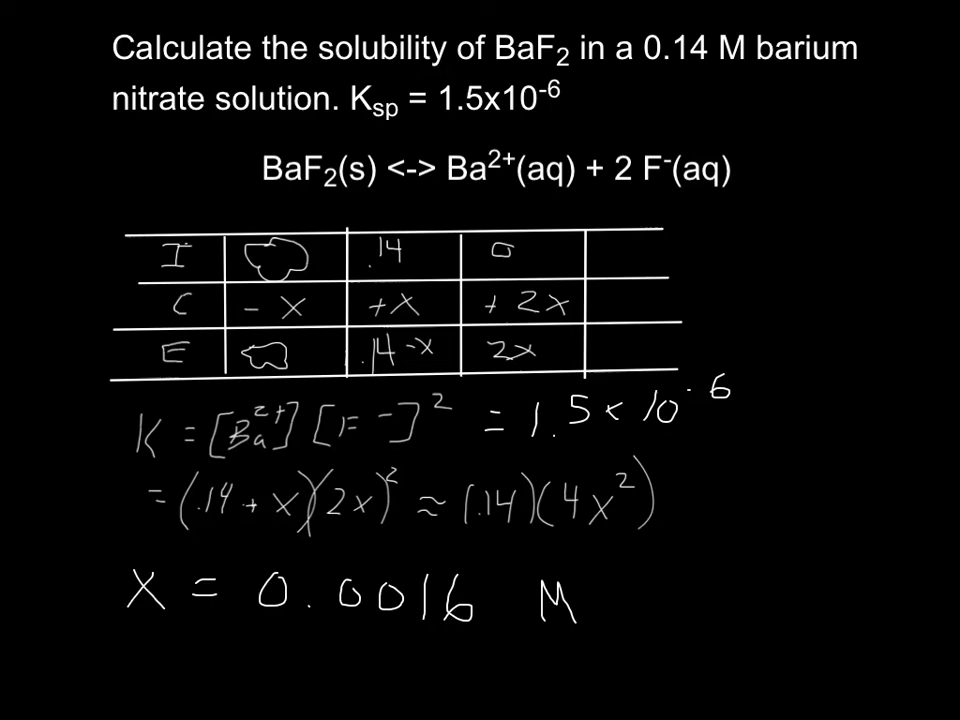 Calculate the solubility of BaF₂ in a 0.14 M barium
nitrate solution. Kₛₚ = 1.5x10⁻⁶
BaF₂(s) <-> Ba²⁺(aq) + 2 F⁻(aq)
I .14 0
C - x +x + 2x
E .14-x 2x
K = [Ba²⁺] [F⁻]² = 1.5 x 10⁻⁶
= (.14 + x)(2x)² ≈ (.14)(4x²)
X = 0.0016 M